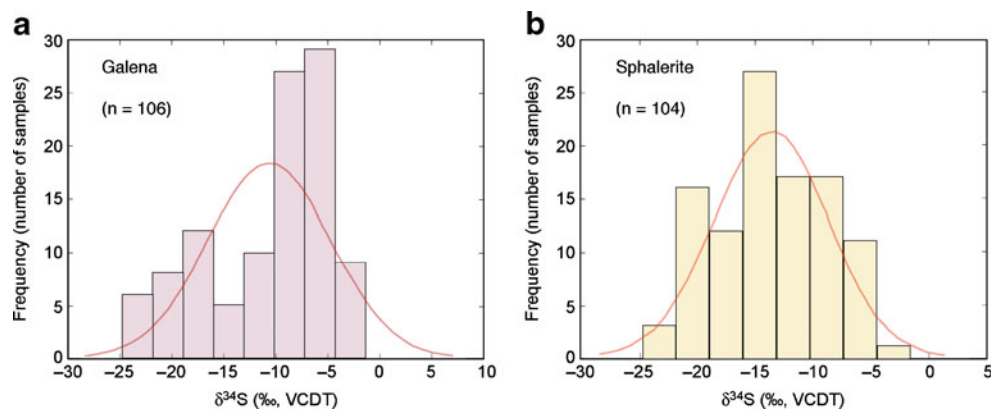 a
Frequency (number of samples)
30
25
20
15
10
5
0
Galena
(n = 106)
−30 −25 −20 −15 −10 −5 0 5 10
δ³⁴S (‰, VCDT)
b
Frequency (number of samples)
30
25
20
15
10
5
0
Sphalerite
(n = 104)
−30 −25 −20 −15 −10 −5 0 5
δ³⁴S (‰, VCDT)